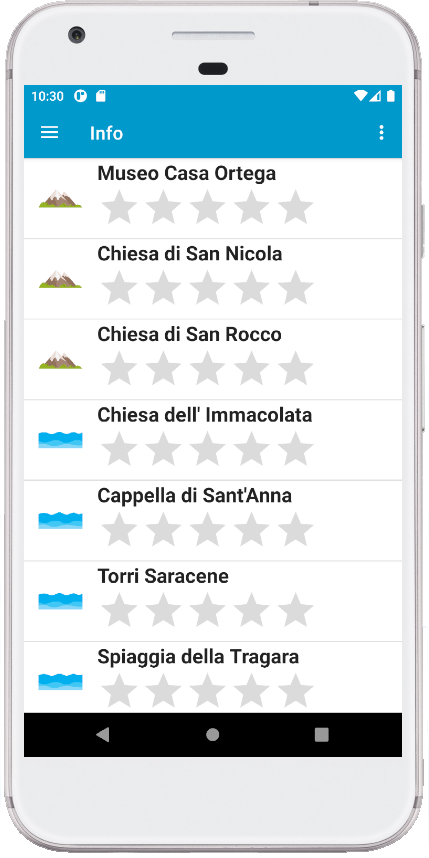 10:30
Info
Museo Casa Ortega
Chiesa di San Nicola
Chiesa di San Rocco
Chiesa dell' Immacolata
Cappella di Sant'Anna
Torri Saracene
Spiaggia della Tragara